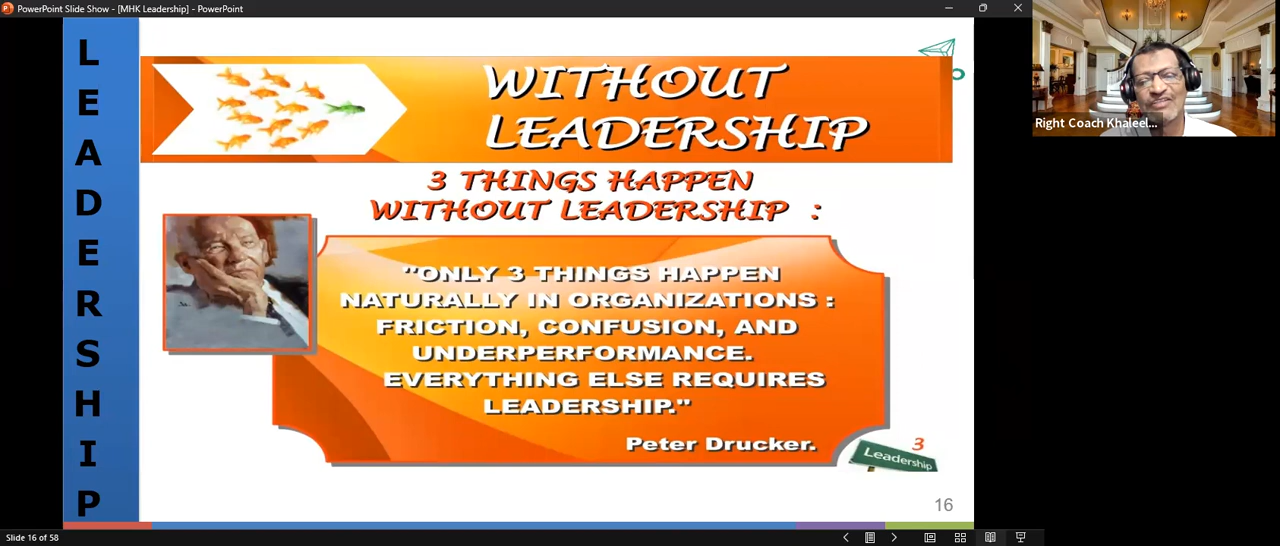 PowerPoint Slide Show - [MHK Leadership] - PowerPoint
LEADERSHIP
WITHOUT
LEADERSHIP
3 THINGS HAPPEN
WITHOUT LEADERSHIP :
"ONLY 3 THINGS HAPPEN
NATURALLY IN ORGANIZATIONS :
FRICTION, CONFUSION, AND
UNDERPERFORMANCE.
EVERYTHING ELSE REQUIRES
LEADERSHIP."
Peter Drucker.
3
Leadership
16
Right Coach Khaleel...
Slide 16 of 58